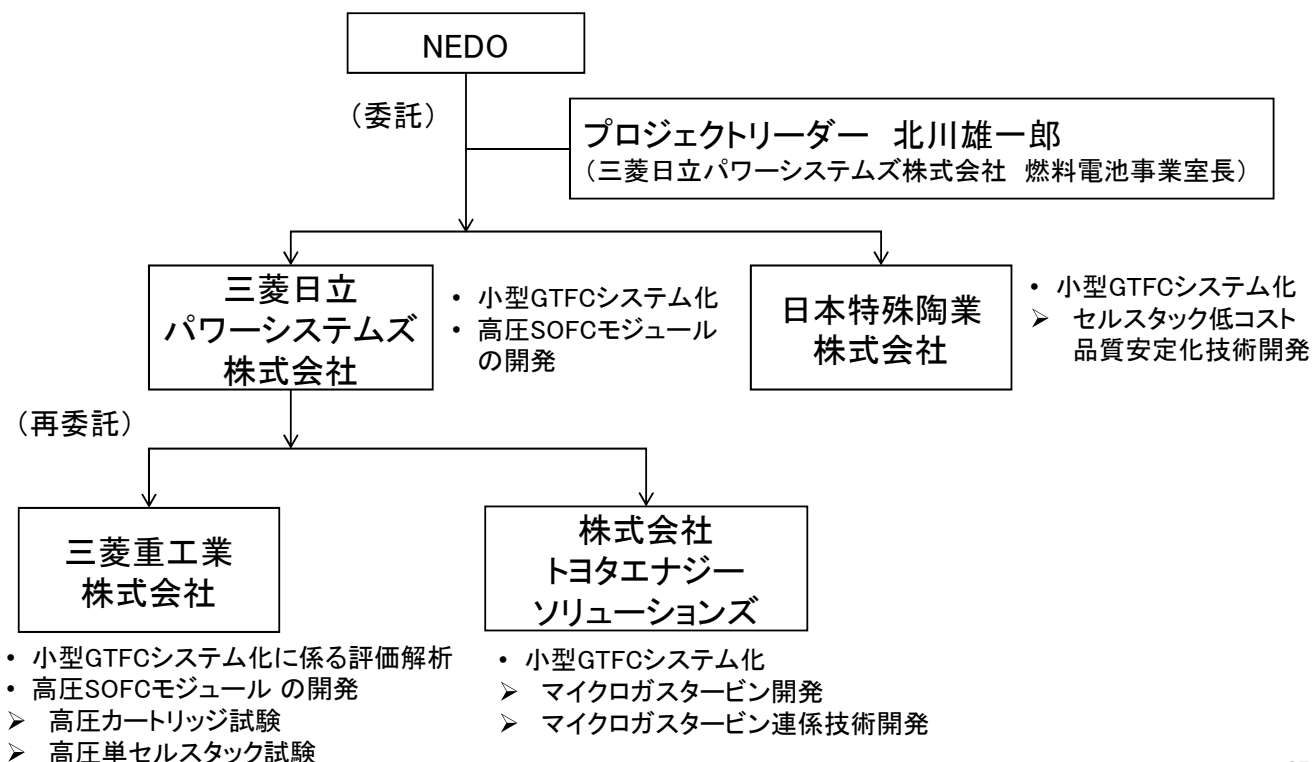 NEDO
（委託）
プロジェクトリーダー　北川雄一郎
（三菱日立パワーシステムズ株式会社　燃料電池事業室長）
三菱日立
パワーシステムズ
株式会社
• 小型GTFCシステム化
• 高圧SOFCモジュール
の開発
日本特殊陶業
株式会社
• 小型GTFCシステム化
➢ セルスタック低コスト
品質安定化技術開発
（再委託）
三菱重工業
株式会社
• 小型GTFCシステム化に係る評価解析
• 高圧SOFCモジュール の開発
➢ 高圧カートリッジ試験
➢ 高圧単セルスタック試験
株式会社
トヨタエナジー
ソリューションズ
• 小型GTFCシステム化
➢ マイクロガスタービン開発
➢ マイクロガスタービン連係技術開発